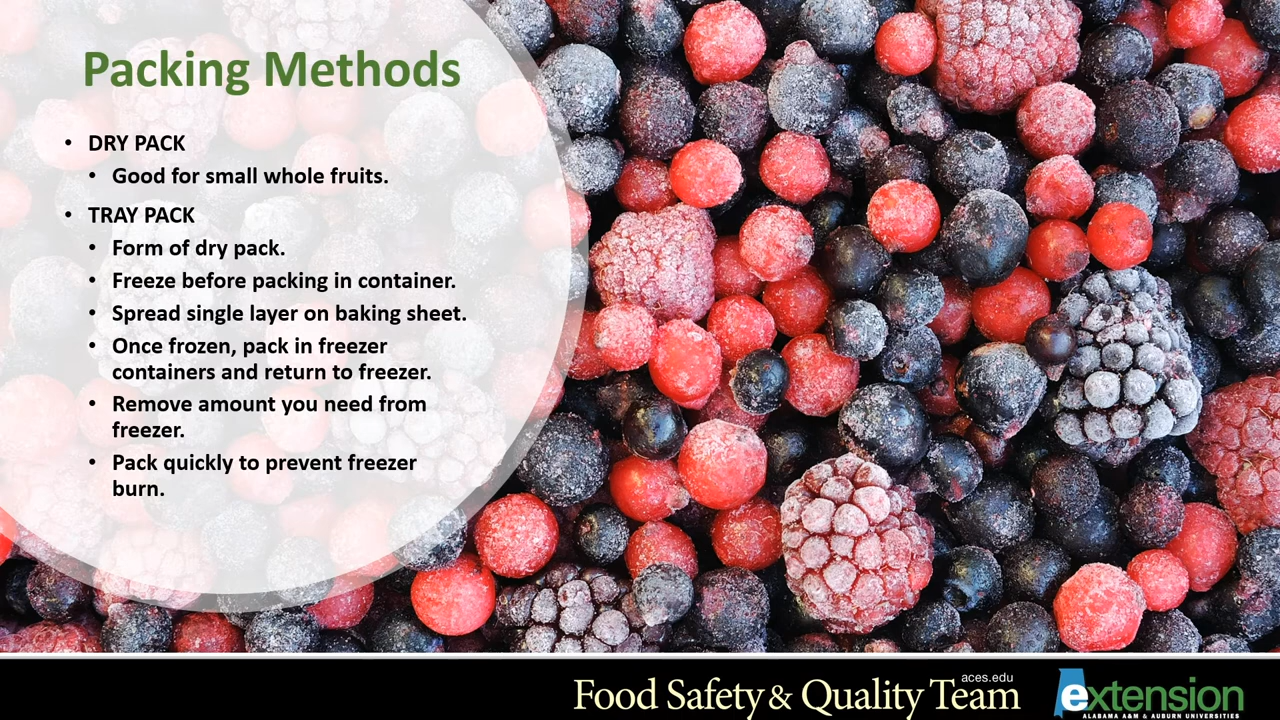 Packing Methods
• DRY PACK
• Good for small whole fruits.
• TRAY PACK
• Form of dry pack.
• Freeze before packing in container.
• Spread single layer on baking sheet.
• Once frozen, pack in freezer
containers and return to freezer.
• Remove amount you need from
freezer.
• Pack quickly to prevent freezer
burn.
aces.edu
Food Safety & Quality Team
extension
ALABAMA A&M & AUBURN UNIVERSITIES